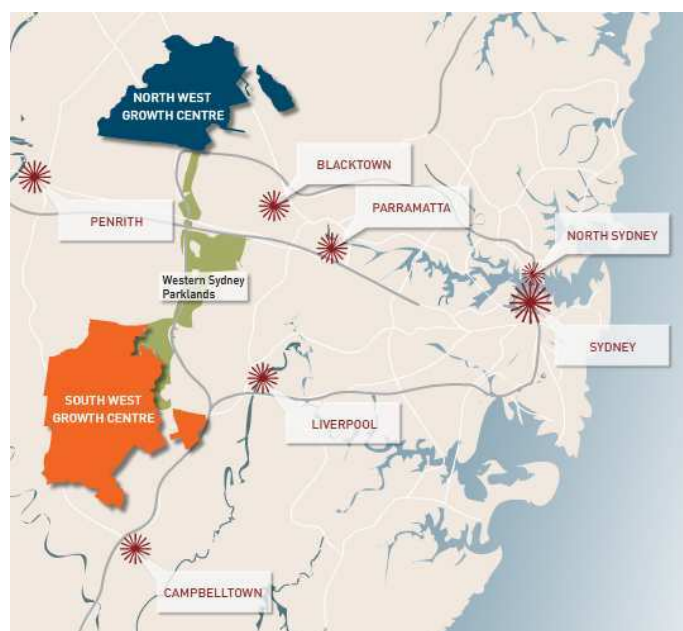 NORTH WEST
GROWTH CENTRE
BLACKTOWN
PENRITH
PARRAMATTA
NORTH SYDNEY
Western Sydney
Parklands
SYDNEY
SOUTH WEST
GROWTH CENTRE
LIVERPOOL
CAMPBELLTOWN